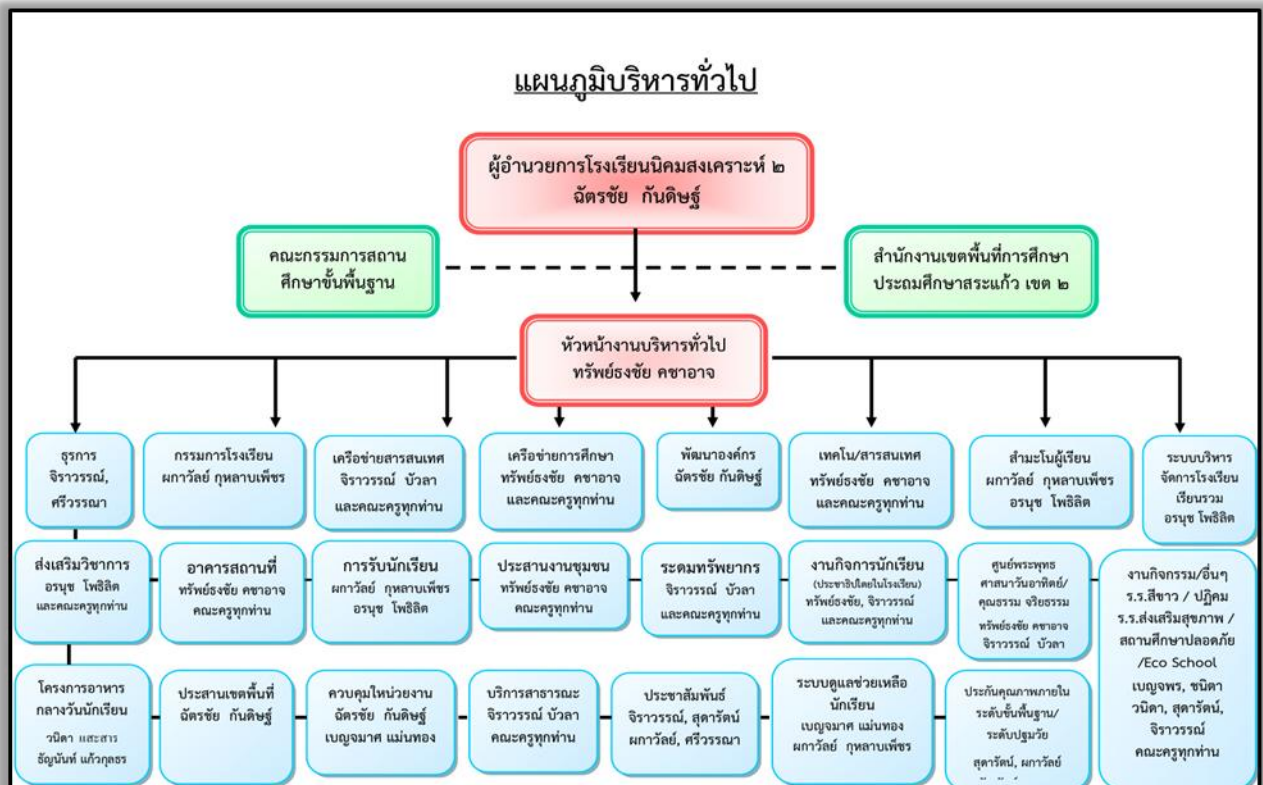 แผนภูมิบริหารทั่วไป
ผู้อำนวยการโรงเรียนนิคมสงเคราะห์ ๒
ฉัตรชัย กันดิษฐ์
คณะกรรมการสถาน
ศึกษาขั้นพื้นฐาน
สำนักงานเขตพื้นที่การศึกษา
ประถมศึกษาสระแก้ว เขต ๒
หัวหน้างานบริหารทั่วไป
ทรัพย์ธงชัย คชาอาจ
ธุรการ
จิราวรรณ์,
ศรีวรรณา
กรรมการโรงเรียน
ผกาวัลย์ กุหลาบเพ็ชร
เครือข่ายสารสนเทศ
จิราวรรณ์ บัวลา
และคณะครูทุกท่าน
เครือข่ายการศึกษา
ทรัพย์ธงชัย คชาอาจ
และคณะครูทุกท่าน
พัฒนาองค์กร
ฉัตรชัย กันดิษฐ์
เทคโน/สารสนเทศ
ทรัพย์ธงชัย คชาอาจ
และคณะครูทุกท่าน
สำมะโนผู้เรียน
ผกาวัลย์ กุหลาบเพ็ชร
อรนุช โพธิลิต
ระบบบริหาร
จัดการโรงเรียน
เรียนรวม
อรนุช โพธิลิต
ส่งเสริมวิชาการ
อรนุช โพธิลิต
และคณะครูทุกท่าน
อาคารสถานที่
ทรัพย์ธงชัย คชาอาจ
คณะครูทุกท่าน
การรับนักเรียน
ผกาวัลย์ กุหลาบเพ็ชร
อรนุช โพธิลิต
ประสานงานชุมชน
ทรัพย์ธงชัย คชาอาจ
คณะครูทุกท่าน
ระดมทรัพยากร
จิราวรรณ์ บัวลา
และคณะครูทุกท่าน
งานกิจการนักเรียน
(ประชาธิปไตยในโรงเรียน)
ทรัพย์ธงชัย, จิราวรรณ์
และคณะครูทุกท่าน
ศูนย์พระพุทธ
ศาสนาวันอาทิตย์/
คุณธรรม จริยธรรม
ทรัพย์ธงชัย คชาอาจ
จิราวรรณ์ บัวลา
งานกิจกรรม/อื่นๆ
ร.ร.สีขาว / ปฏิคม
ร.ร.ส่งเสริมสุขภาพ /
สถานศึกษาปลอดภัย
/Eco School
เบญจพร, ชนิตา
วนิดา, สุดารัตน์,
จิราวรรณ์
คณะครูทุกท่าน
โครงการอาหาร
กลางวันนักเรียน
วนิดา แสะสาร
ธัญนันท์ แก้วกุลธร
ประสานเขตพื้นที่
ฉัตรชัย กันดิษฐ์
ควบคุมใหน่วยงาน
ฉัตรชัย กันดิษฐ์
เบญจมาศ แม่นทอง
บริการสาธารณะ
จิราวรรณ์ บัวลา
คณะครูทุกท่าน
ประชาสัมพันธ์
จิราวรรณ์, สุดารัตน์
ผกาวัลย์, ศรีวรรณา
ระบบดูแลช่วยเหลือ
นักเรียน
เบญจมาศ แม่นทอง
ผกาวัลย์ กุหลาบเพ็ชร
ประกันคุณภาพภายใน
ระดับขั้นพื้นฐาน/
ระดับปฐมวัย
สุดารัตน์, ผกาวัลย์